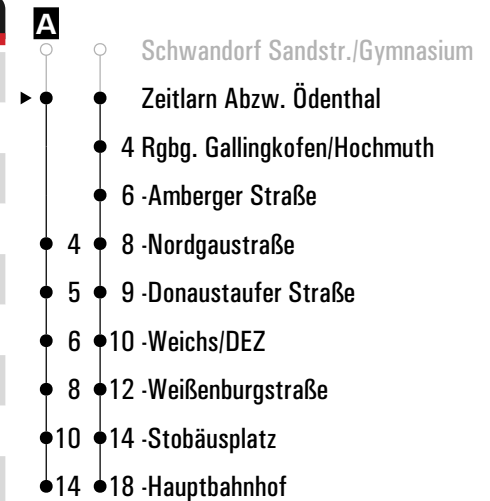 A
Schwandorf Sandstr./Gymnasium
Zeitlarn Abzw. Ödenthal
4 Rgbg. Gallingkofen/Hochmuth
6 -Amberger Straße
4 8 -Nordgaustraße
5 9 -Donaustaufer Straße
6 10 -Weichs/DEZ
8 12 -Weißenburgstraße
10 14 -Stobäusplatz
14 18 -Hauptbahnhof